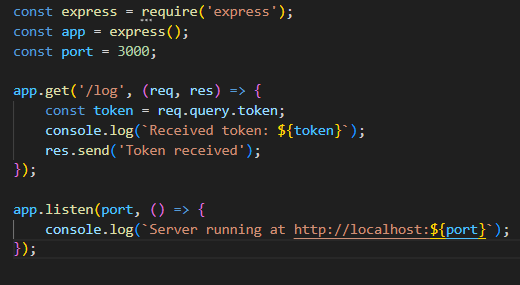 const express = require('express');
const app = express();
const port = 3000;
app.get('/log', (req, res) => {
    const token = req.query.token;
    console.log(`Received token: ${token}`);
    res.send('Token received');
});
app.listen(port, () => {
    console.log(`Server running at http://localhost:${port}`);
});